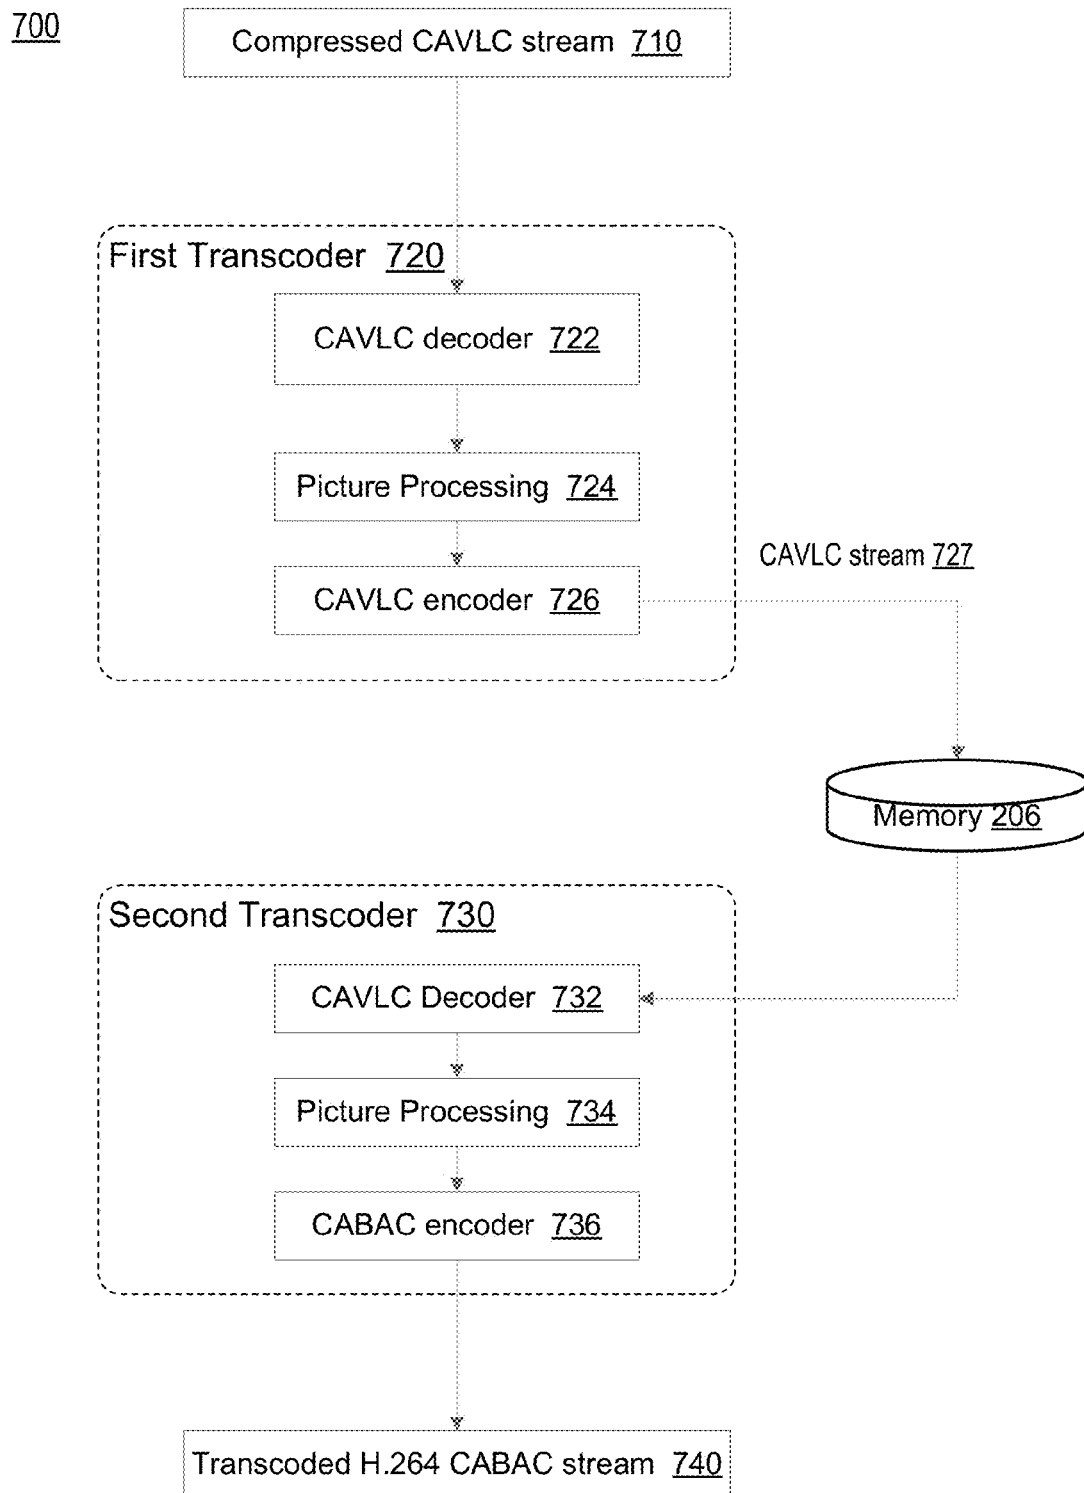 700
Compressed CAVLC stream 710
First Transcoder 720
CAVLC decoder 722
Picture Processing 724
CAVLC encoder 726
CAVLC stream 727
Memory 206
Second Transcoder 730
CAVLC Decoder 732
Picture Processing 734
CABAC encoder 736
Transcoded H.264 CABAC stream 740